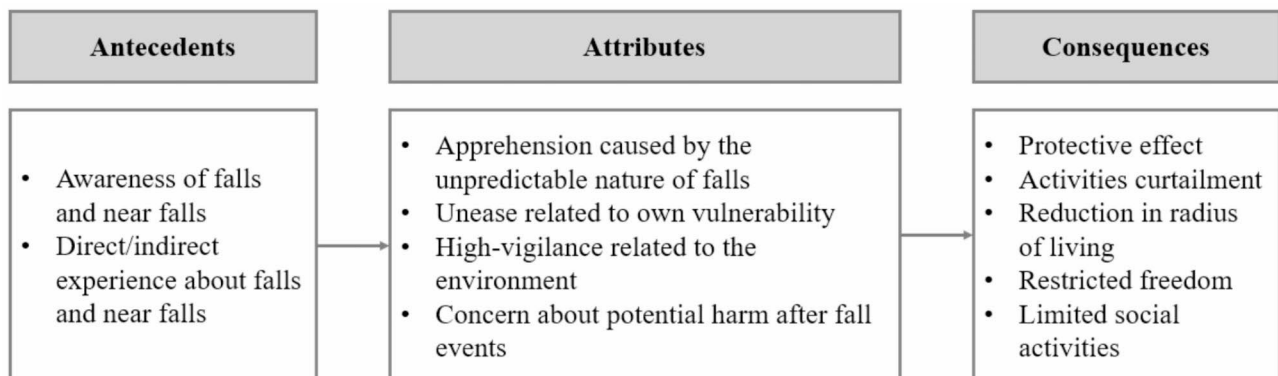 Antecedents
Attributes
Consequences
• Awareness of falls
and near falls
• Direct/indirect
experience about falls
and near falls
• Apprehension caused by the
unpredictable nature of falls
• Unease related to own vulnerability
• High-vigilance related to the
environment
• Concern about potential harm after fall
events
• Protective effect
• Activities curtailment
• Reduction in radius
of living
• Restricted freedom
• Limited social
activities